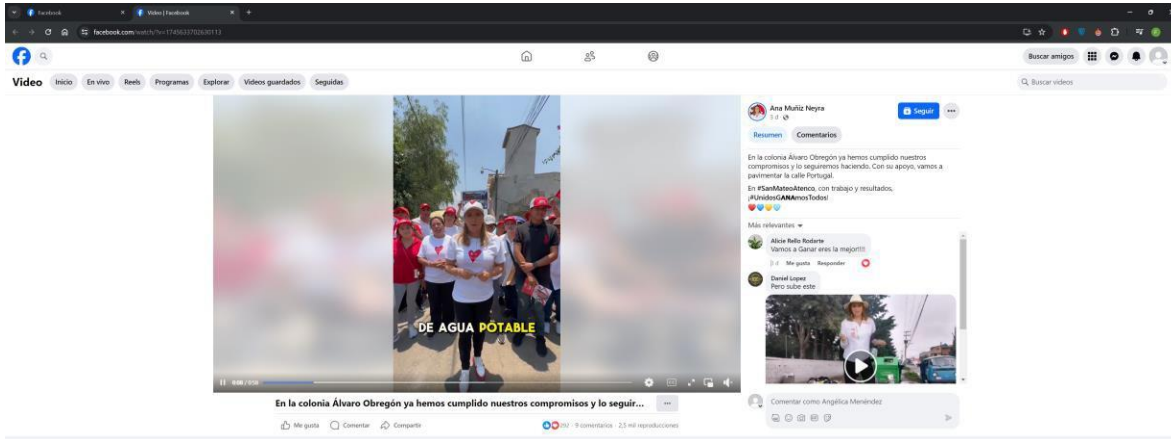 Facebook
Video | Facebook
facebook.com/watch/?v=1745633702630113
Buscar amigos
Video
Inicio
En vivo
Reels
Programas
Explorar
Videos guardados
Seguidas
Buscar videos
DE AGUA POTABLE
En la colonia Álvaro Obregón ya hemos cumplido nuestros compromisos y lo seguir...
Me gusta
Comentar
Compartir
9 comentarios · 2,5 mil reproducciones
Ana Muñiz Neyra
Seguir
Resumen
Comentarios
En la colonia Álvaro Obregón ya hemos cumplido nuestros
compromisos y lo seguiremos haciendo. Con su apoyo, vamos a
pavimentar la calle Portugal.
En #SanMateoAtenco, con trabajo y resultados,
¡#UnidosGANAmosTodos!
Más relevantes
Alicie Rello Rodarte
Vamos a Ganar eres la mejor!!!!
Me gusta Responder
Daniel Lopez
Pero sube este
Comentar como Angélica Menéndez